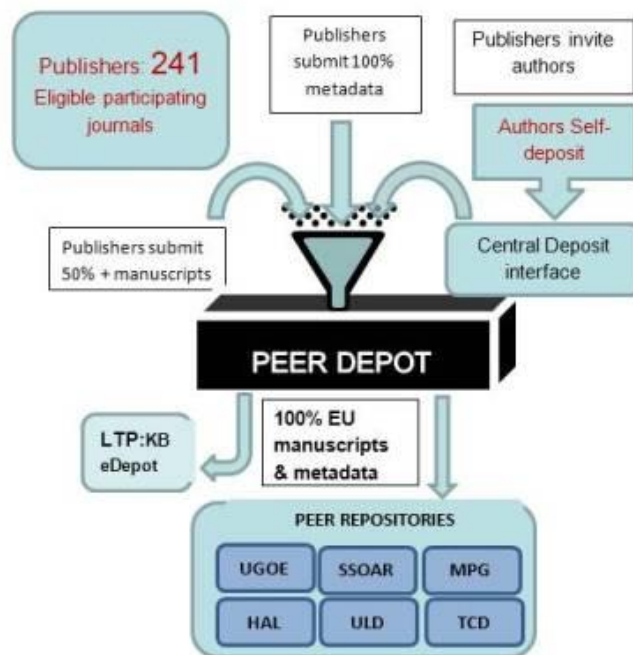 Publishers: 241
Eligible participating
journals
Publishers
submit 100%
metadata
Publishers invite
authors
Authors Self-
deposit
Publishers submit
50% + manuscripts
Central Deposit
interface
PEER DEPOT
LTP:KB
eDepot
100% EU
manuscripts
& metadata
PEER REPOSITORIES
UGOE
SSOAR
MPG
HAL
ULD
TCD